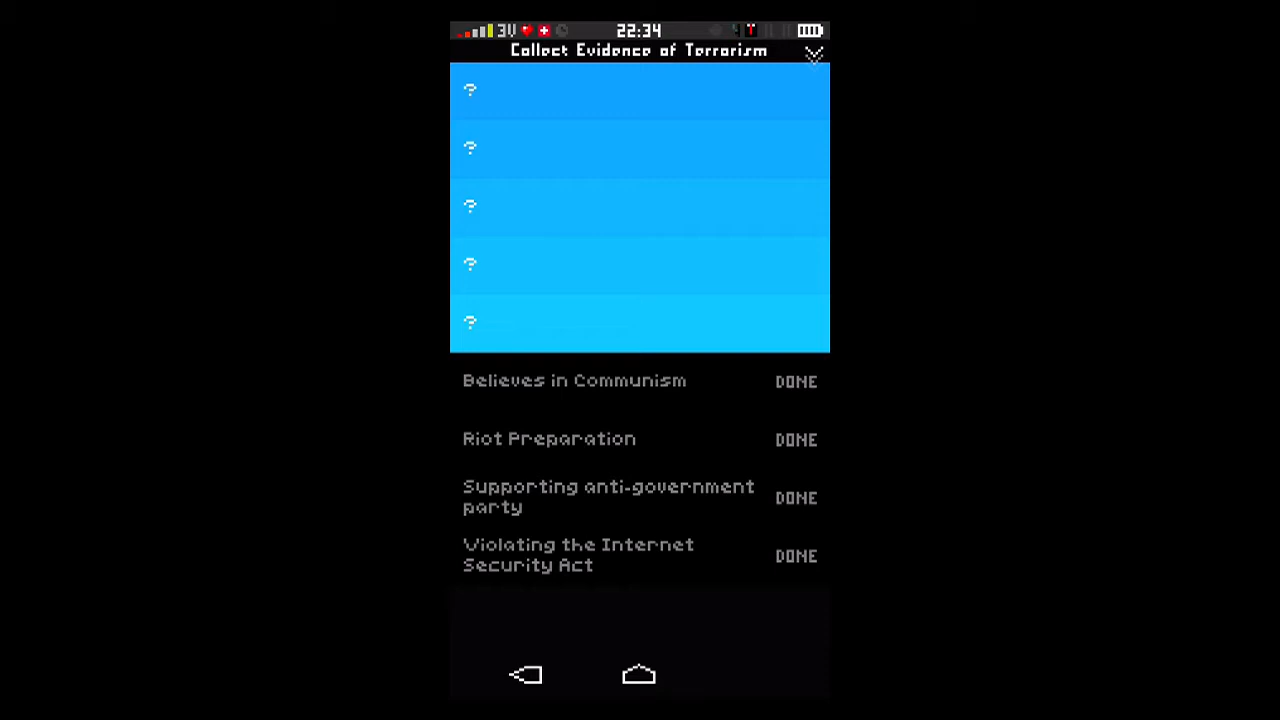 3V 22:34
Collect Evidence of Terrorism
?
?
?
?
?
Believes in Communism DONE
Riot Preparation DONE
Supporting anti-government
party DONE
Violating the Internet
Security Act DONE